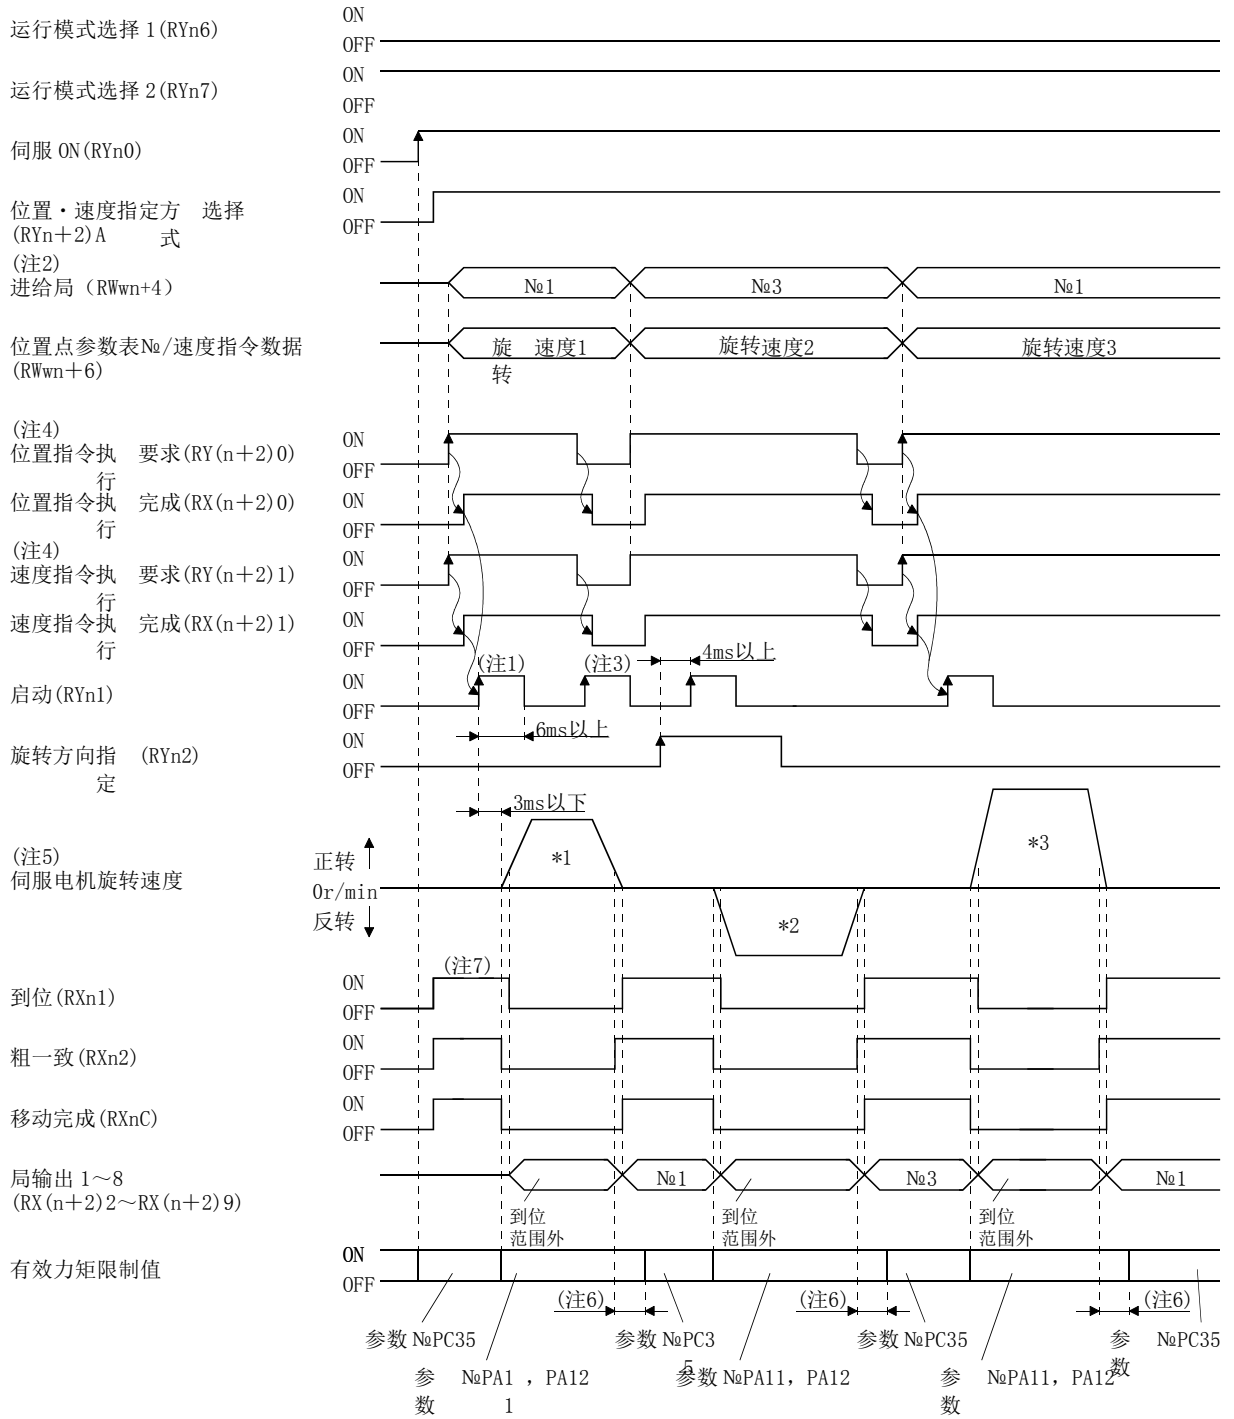 运行模式选择 1(RYn6)
ON
OFF
运行模式选择 2(RYn7)
ON
OFF
伺服 ON(RYn0)
ON
OFF
位置・速度指定方　选择
(RYn＋2)A　式
ON
OFF
(注2)
进给局（RWwn+4）
№1
№3
№1
位置点参数表№/速度指令数据
(RWwn＋6)
旋　速度1
转
旋转速度2
旋转速度3
(注4)
位置指令执　要求(RY(n＋2)0)
行
ON
OFF
位置指令执　完成(RX(n＋2)0)
行
ON
OFF
(注4)
速度指令执　要求(RY(n＋2)1)
行
ON
OFF
速度指令执　完成(RX(n＋2)1)
行
ON
OFF
(注1)
(注3)
4ms以上
启动(RYn1)
ON
OFF
6ms以上
旋转方向指　(RYn2)
定
ON
OFF
3ms以下
(注5)
伺服电机旋转速度
正转
0r/min
反转
*1
*2
*3
(注7)
到位(RXn1)
ON
OFF
粗一致(RXn2)
ON
OFF
移动完成(RXnC)
ON
OFF
局输出 1～8
(RX(n＋2)2～RX(n＋2)9)
№1
№3
№1
到位
范围外
到位
范围外
到位
范围外
有效力矩限制值
ON
OFF
(注6)
(注6)
(注6)
参数 №PC35
参数 №PC3
5
参数 №PC35
参　№PC35
数
参　№PA1 ，PA12
数　1
参数 №PA11，PA12
参　№PA11，PA12
数